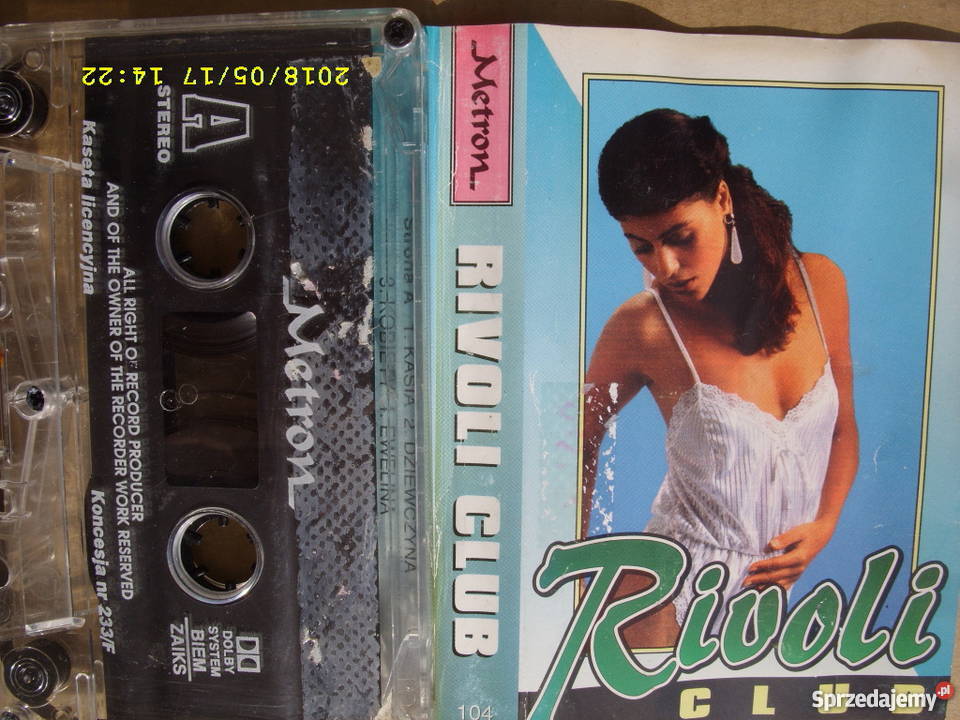 2018/05/17 14:22
A
STEREO
Kaseta licencyjna
ALL RIGHT OF RECORD PRODUCER
AND OF THE OWNER OF THE RECORDER WORK RESERVED
Koncesja nr 233/F
DOLBY
SYSTEM
BIEM
ZAIKS
Metron
Strona A 1. KASIA 2. DZIEWCZYNA
3. KOBIETY 4. EWELINA
Metron
RIVOLI CLUB
104
Rivoli
CLUB
Sprzedajemy.pl